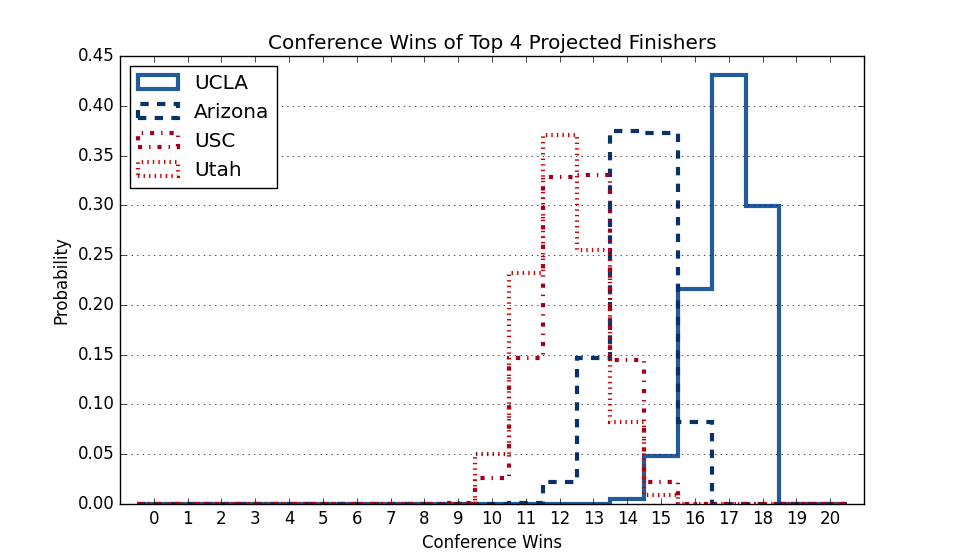 Conference Wins of Top 4 Projected Finishers
0.45
0.40
0.35
0.30
0.25
0.20
0.15
0.10
0.05
0.00
Probability
UCLA
Arizona
USC
Utah
0 1 2 3 4 5 6 7 8 9 10 11 12 13 14 15 16 17 18 19 20
Conference Wins